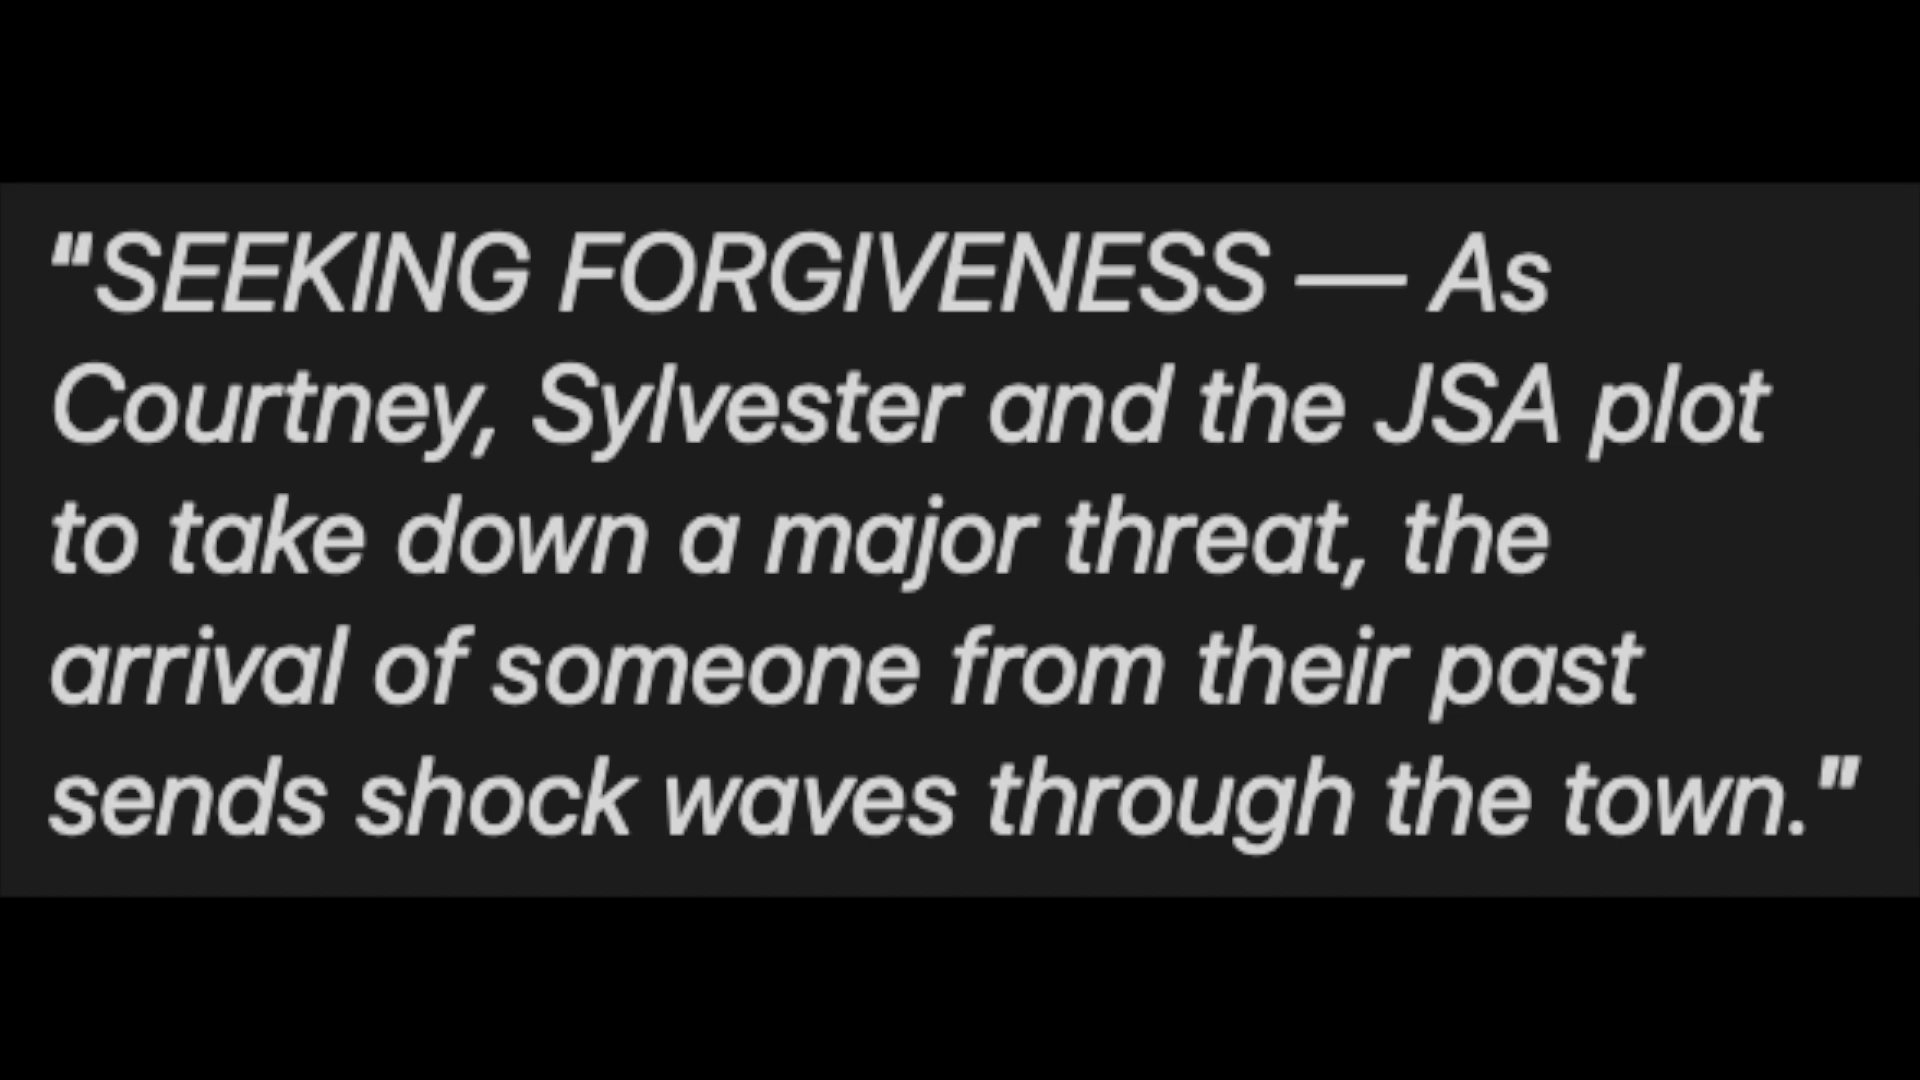 "SEEKING FORGIVENESS — As
Courtney, Sylvester and the JSA plot
to take down a major threat, the
arrival of someone from their past
sends shock waves through the town."